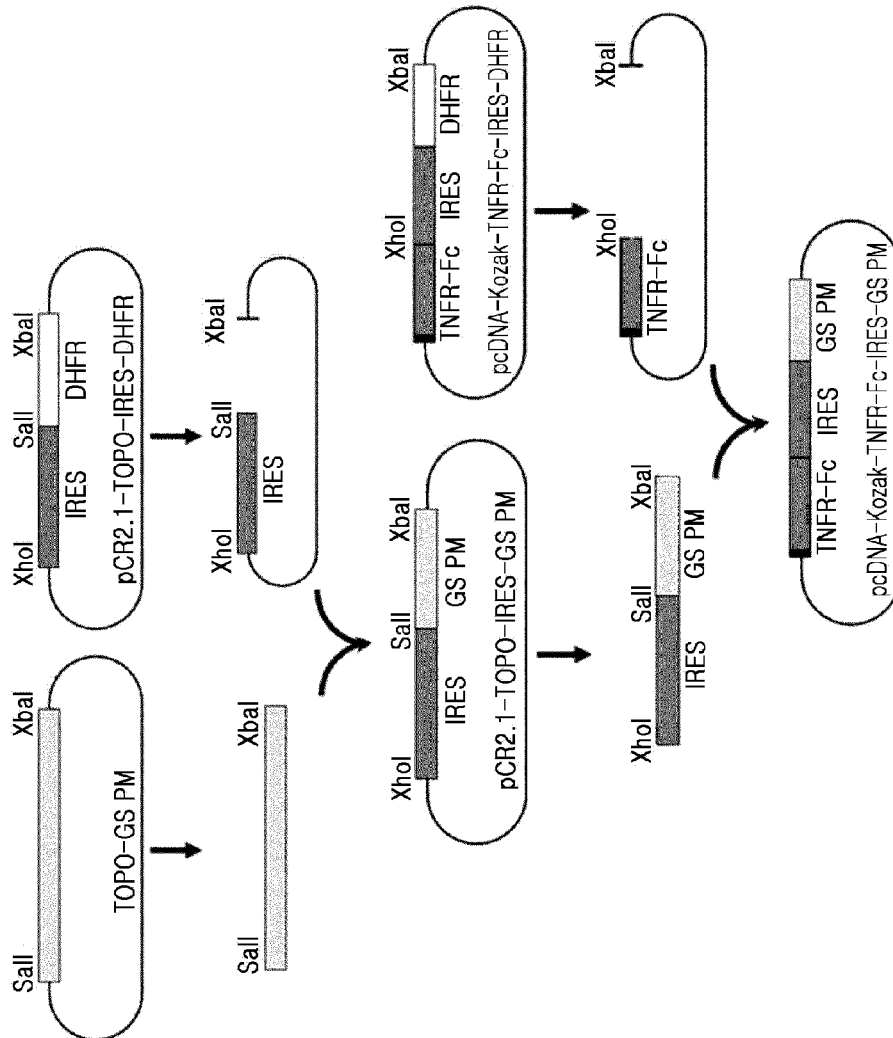 SalI XbaI
TOPO-GS PM
XhoI SalI XbaI
IRES DHFR
pCR2.1-TOPO-IRES-DHFR
SalI XbaI
XhoI SalI XbaI
IRES
XhoI SalI XbaI
IRES GS PM
pCR2.1-TOPO-IRES-GS PM
XhoI XbaI
TNFR-Fc IRES DHFR
pcDNA-Kozak-TNFR-Fc-IRES-DHFR
XhoI SalI XbaI
IRES GS PM
XhoI XbaI
TNFR-Fc
TNFR-Fc IRES GS PM
pcDNA-Kozak-TNFR-Fc-IRES-GS PM